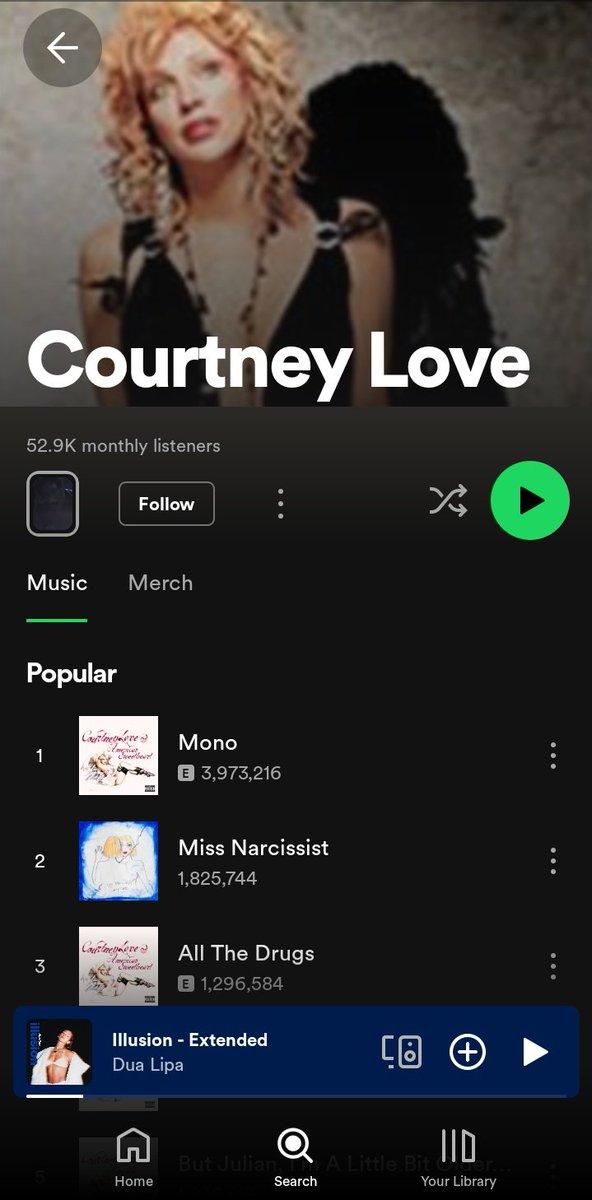 Courtney Love
52.9K monthly listeners
Follow
Music Merch
Popular
1
Mono
E 3,973,216
2
Miss Narcissist
1,825,744
3
All The Drugs
E 1,296,584
Illusion - Extended
Dua Lipa
5
But Julian, I'm A Little Bit Older...
Home Search Your Library